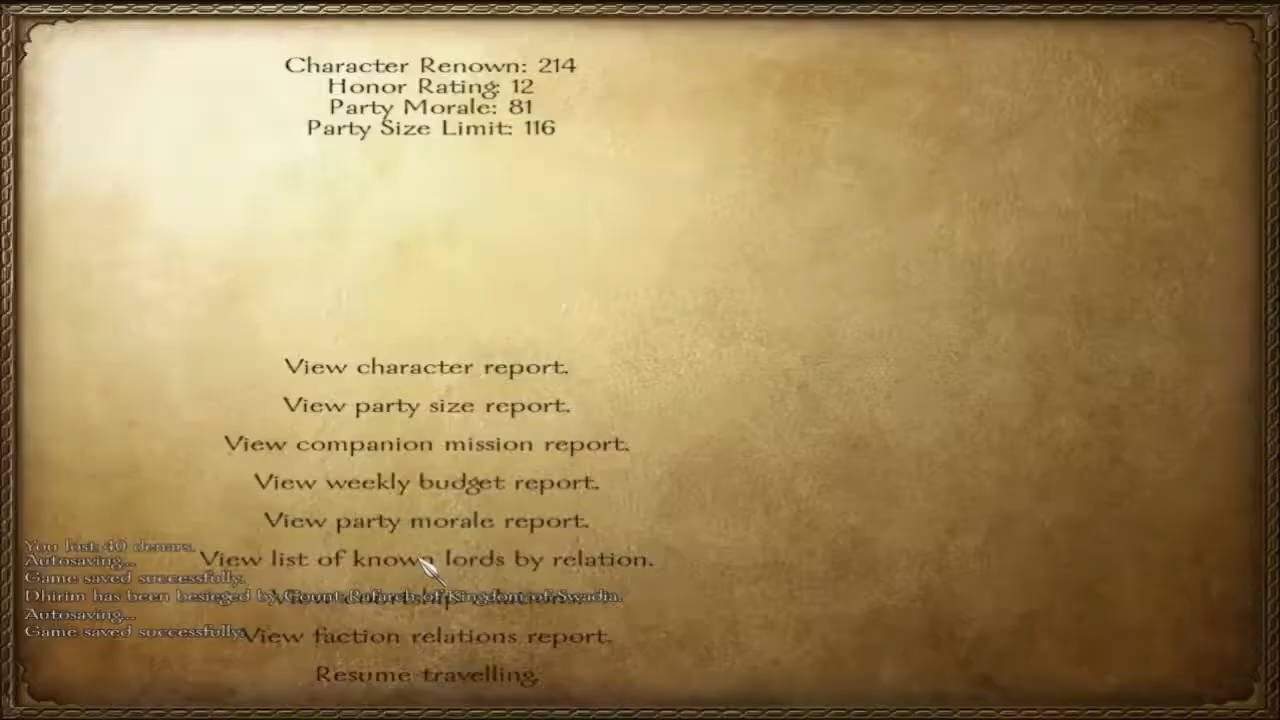 Character Renown: 214
Honor Rating: 12
Party Morale: 81
Party Size Limit: 116
View character report.
View party size report.
View companion mission report.
View weekly budget report.
View party morale report.
You lost 40 denars.
View list of known lords by relation.
Autosaving...
Game saved successfully.
Dhirim has been besieged by Count Rafarch of Kingdom of Swadia.
View courtship relations.
Autosaving...
Game saved successfully.
View faction relations report.
Resume travelling.